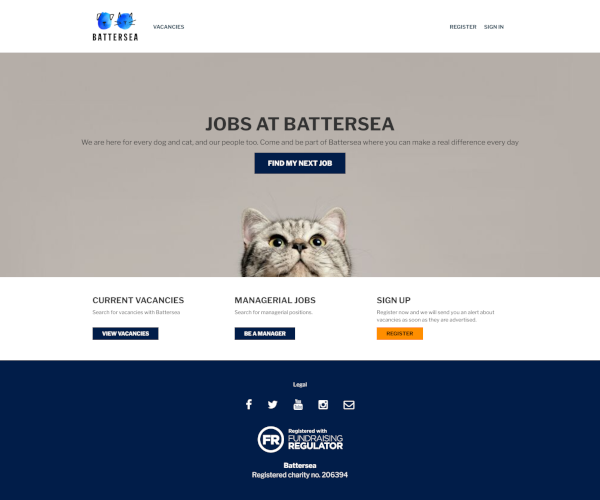 BATTERSEA
VACANCIES
REGISTER
SIGN IN
JOBS AT BATTERSEA
We are here for every dog and cat, and our people too. Come and be part of Battersea where you can make a real difference every day
FIND MY NEXT JOB
CURRENT VACANCIES
Search for vacancies with Battersea
VIEW VACANCIES
MANAGERIAL JOBS
Search for managerial positions.
BE A MANAGER
SIGN UP
Register now and we will send you an alert about
vacancies as soon as they are advertised.
REGISTER
Legal
You
Tube
FR
Registered with
FUNDRAISING
REGULATOR
Battersea
Registered charity no. 206394